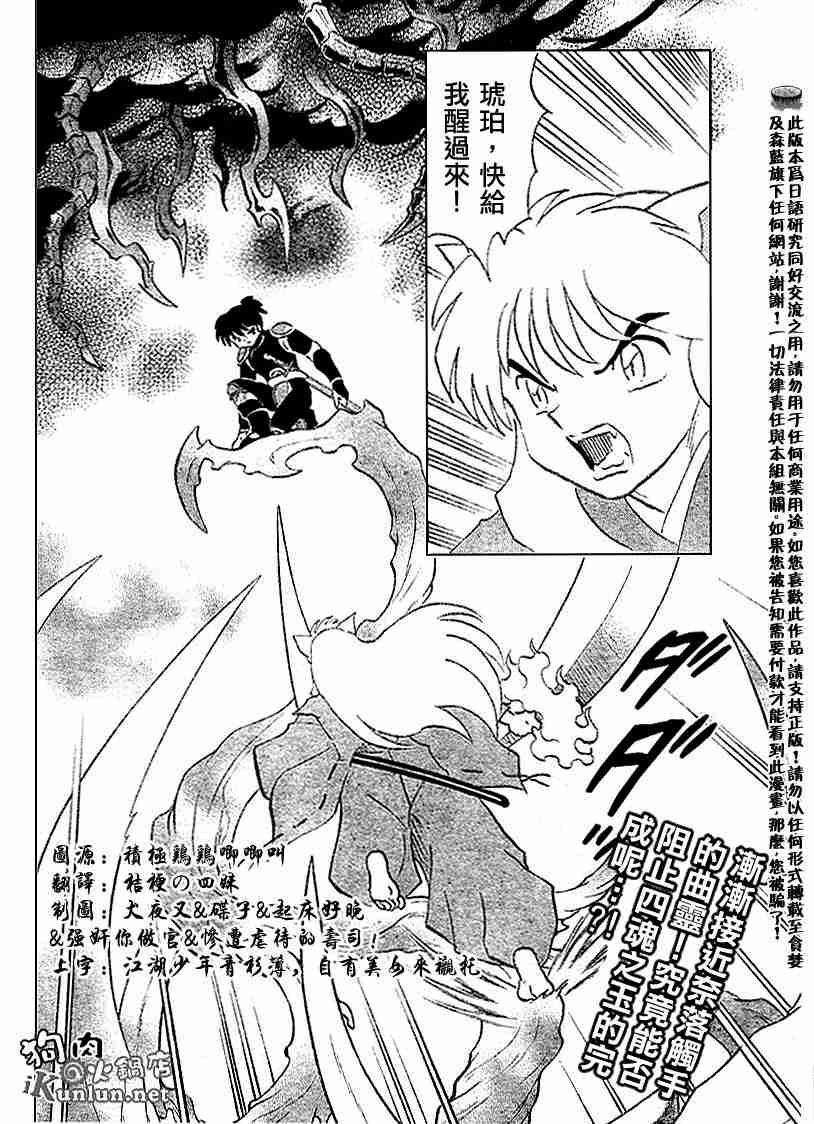 琥珀，快給
我醒過來！
此版本爲日語研究同好交流之用，請勿用于任何商業用途。如您喜歡此作品，請支持正版！請勿以任何形式轉載至貪婪
及森藍旗下任何網站，謝謝！一切法律責任與本組無關。如果您被告知需要付款才能看到此漫畫，那麼，您被騙了！
ダ
ダ
漸漸接近奈落觸手
的曲靈！究竟能否
阻止四魂之玉的完
成呢…!?
圖源：積極鶏鶏唧唧叫
翻譯：桔梗の四妹
制圖：犬夜叉&碟子&起床好晚
&强奸你做官&慘遭虐待的壽司！
上字：江湖少年青衫薄，自有美女來襯托
狗肉
火鍋店
iKunlun.net